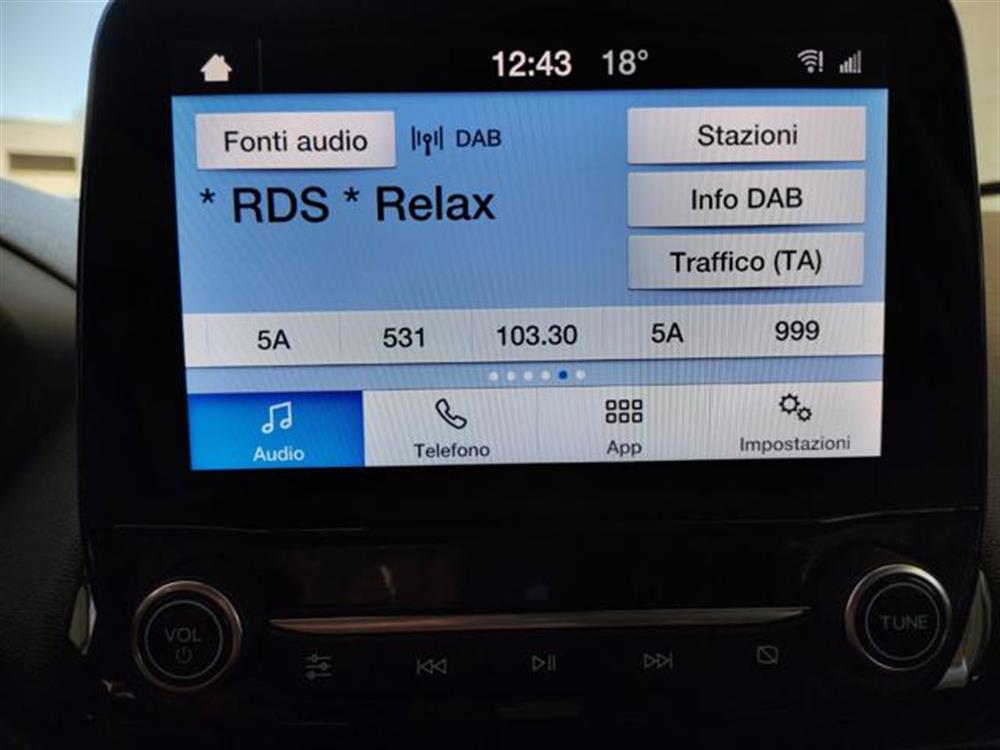 12:43 18°
Fonti audio DAB
Stazioni
* RDS * Relax
Info DAB
Traffico (TA)
5A 531 103.30 5A 999
Audio Telefono App Impostazioni
VOL
TUNE